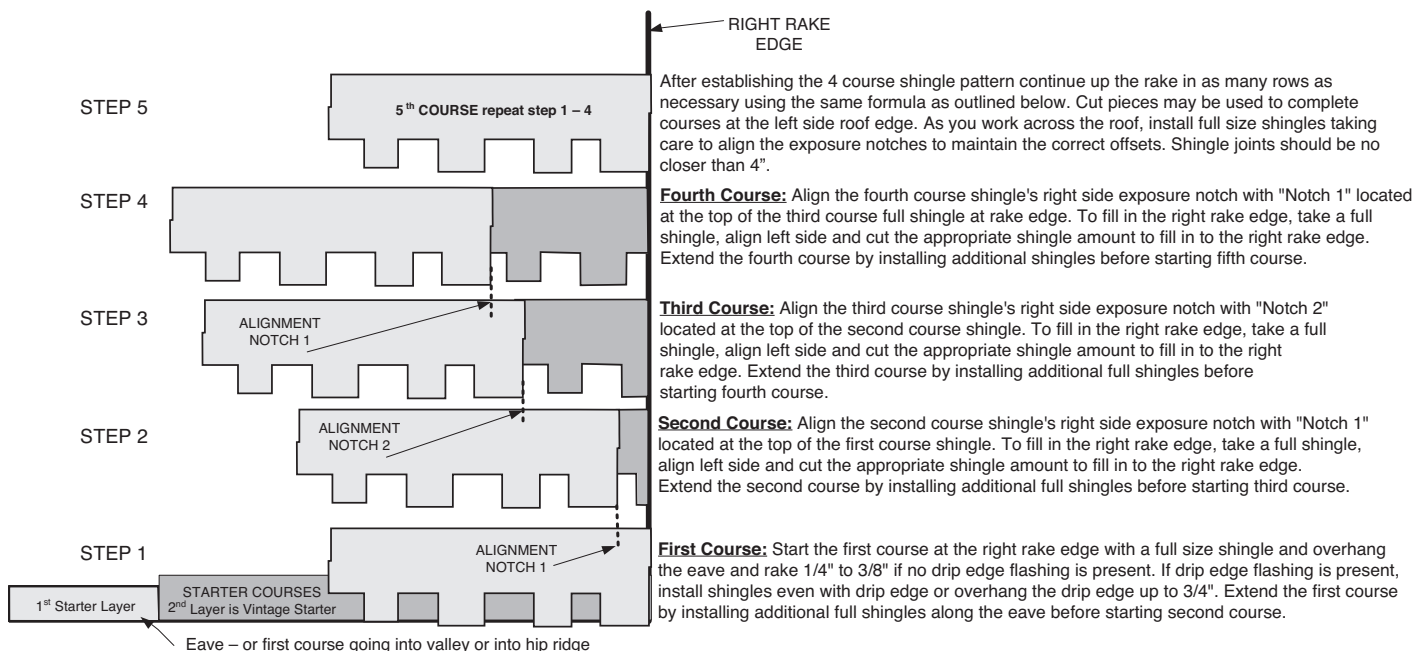 RIGHT RAKE
EDGE
STEP 5
5th COURSE repeat step 1 – 4
After establishing the 4 course shingle pattern continue up the rake in as many rows as
necessary using the same formula as outlined below. Cut pieces may be used to complete
courses at the left side roof edge. As you work across the roof, install full size shingles taking
care to align the exposure notches to maintain the correct offsets. Shingle joints should be no
closer than 4”.
STEP 4
Fourth Course: Align the fourth course shingle's right side exposure notch with "Notch 1" located
at the top of the third course full shingle at rake edge. To fill in the right rake edge, take a full
shingle, align left side and cut the appropriate shingle amount to fill in to the right rake edge.
Extend the fourth course by installing additional shingles before starting fifth course.
STEP 3
ALIGNMENT
NOTCH 1
Third Course: Align the third course shingle's right side exposure notch with "Notch 2"
located at the top of the second course shingle. To fill in the right rake edge, take a full
shingle, align left side and cut the appropriate shingle amount to fill in to the right
rake edge. Extend the third course by installing additional full shingles before
starting fourth course.
STEP 2
ALIGNMENT
NOTCH 2
Second Course: Align the second course shingle's right side exposure notch with "Notch 1"
located at the top of the first course shingle. To fill in the right rake edge, take a full shingle,
align left side and cut the appropriate shingle amount to fill in to the right rake edge.
Extend the second course by installing additional full shingles before starting third course.
STEP 1
ALIGNMENT
NOTCH 1
First Course: Start the first course at the right rake edge with a full size shingle and overhang
the eave and rake 1/4" to 3/8" if no drip edge flashing is present. If drip edge flashing is present,
install shingles even with drip edge or overhang the drip edge up to 3/4". Extend the first course
by installing additional full shingles along the eave before starting second course.
1st Starter Layer
STARTER COURSES
2nd Layer is Vintage Starter
Eave – or first course going into valley or into hip ridge